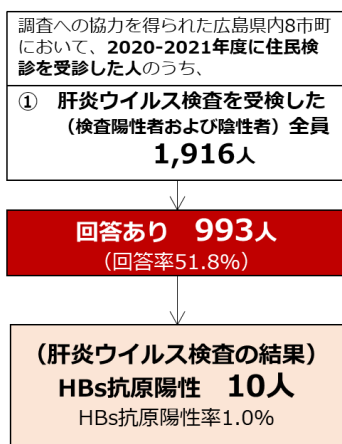 調査への協力を得られた広島県内8市町
において、2020-2021年度に住民検
診を受診した人のうち、
① 肝炎ウイルス検査を受検した
（検査陽性者および陰性者）全員
1,916人
回答あり 993人
（回答率51.8%）
（肝炎ウイルス検査の結果）
HBs抗原陽性 10人
HBs抗原陽性率1.0%